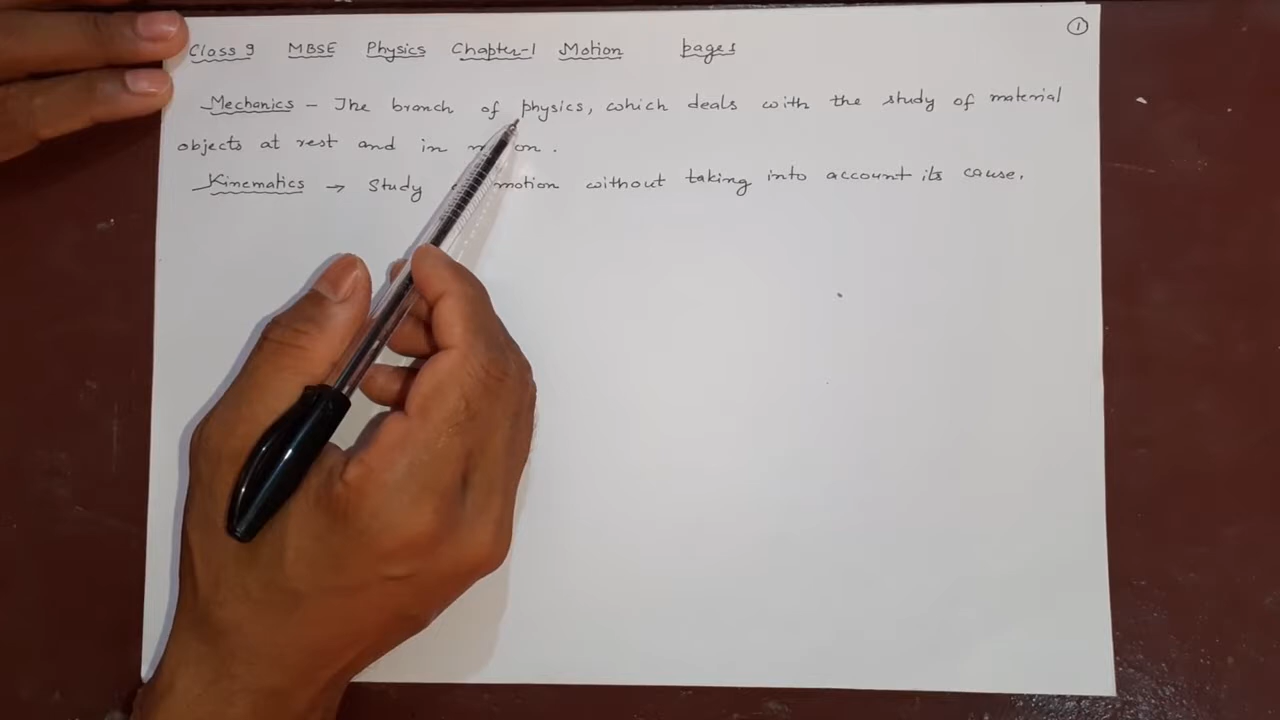 ①
Class 9 MBSE Physics Chapter-1 Motion pages
Mechanics – The branch of physics, which deals with the study of material
objects at rest and in .
Kinematics → Study motion without taking into account its cause.